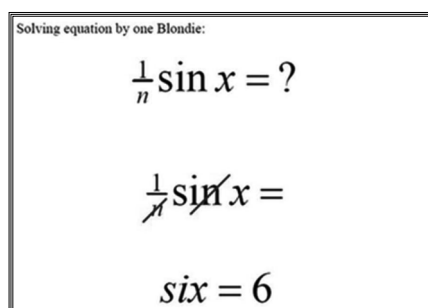 Solving equation by one Blondie:
1/n sin x = ?
1/n sin x =
six = 6